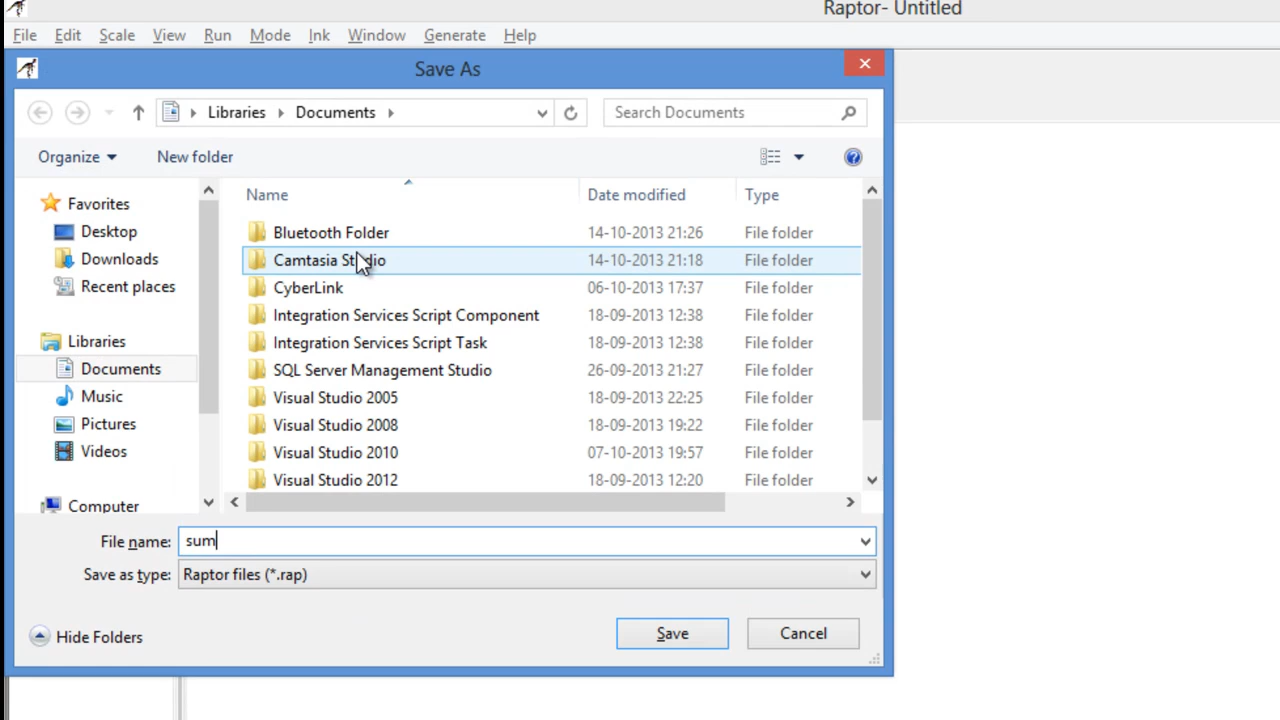 Raptor- Untitled
File Edit Scale View Run Mode Ink Window Generate Help
Save As
Libraries Documents Search Documents
Organize New folder
Name Date modified Type
Favorites
Desktop
Downloads
Recent places
Libraries
Documents
Music
Pictures
Videos
Computer
Bluetooth Folder 14-10-2013 21:26 File folder
Camtasia Studio 14-10-2013 21:18 File folder
CyberLink 06-10-2013 17:37 File folder
Integration Services Script Component 18-09-2013 12:38 File folder
Integration Services Script Task 18-09-2013 12:38 File folder
SQL Server Management Studio 26-09-2013 21:27 File folder
Visual Studio 2005 18-09-2013 22:25 File folder
Visual Studio 2008 18-09-2013 19:22 File folder
Visual Studio 2010 07-10-2013 19:57 File folder
Visual Studio 2012 18-09-2013 12:20 File folder
File name: sum
Save as type: Raptor files (*.rap)
Hide Folders Save Cancel